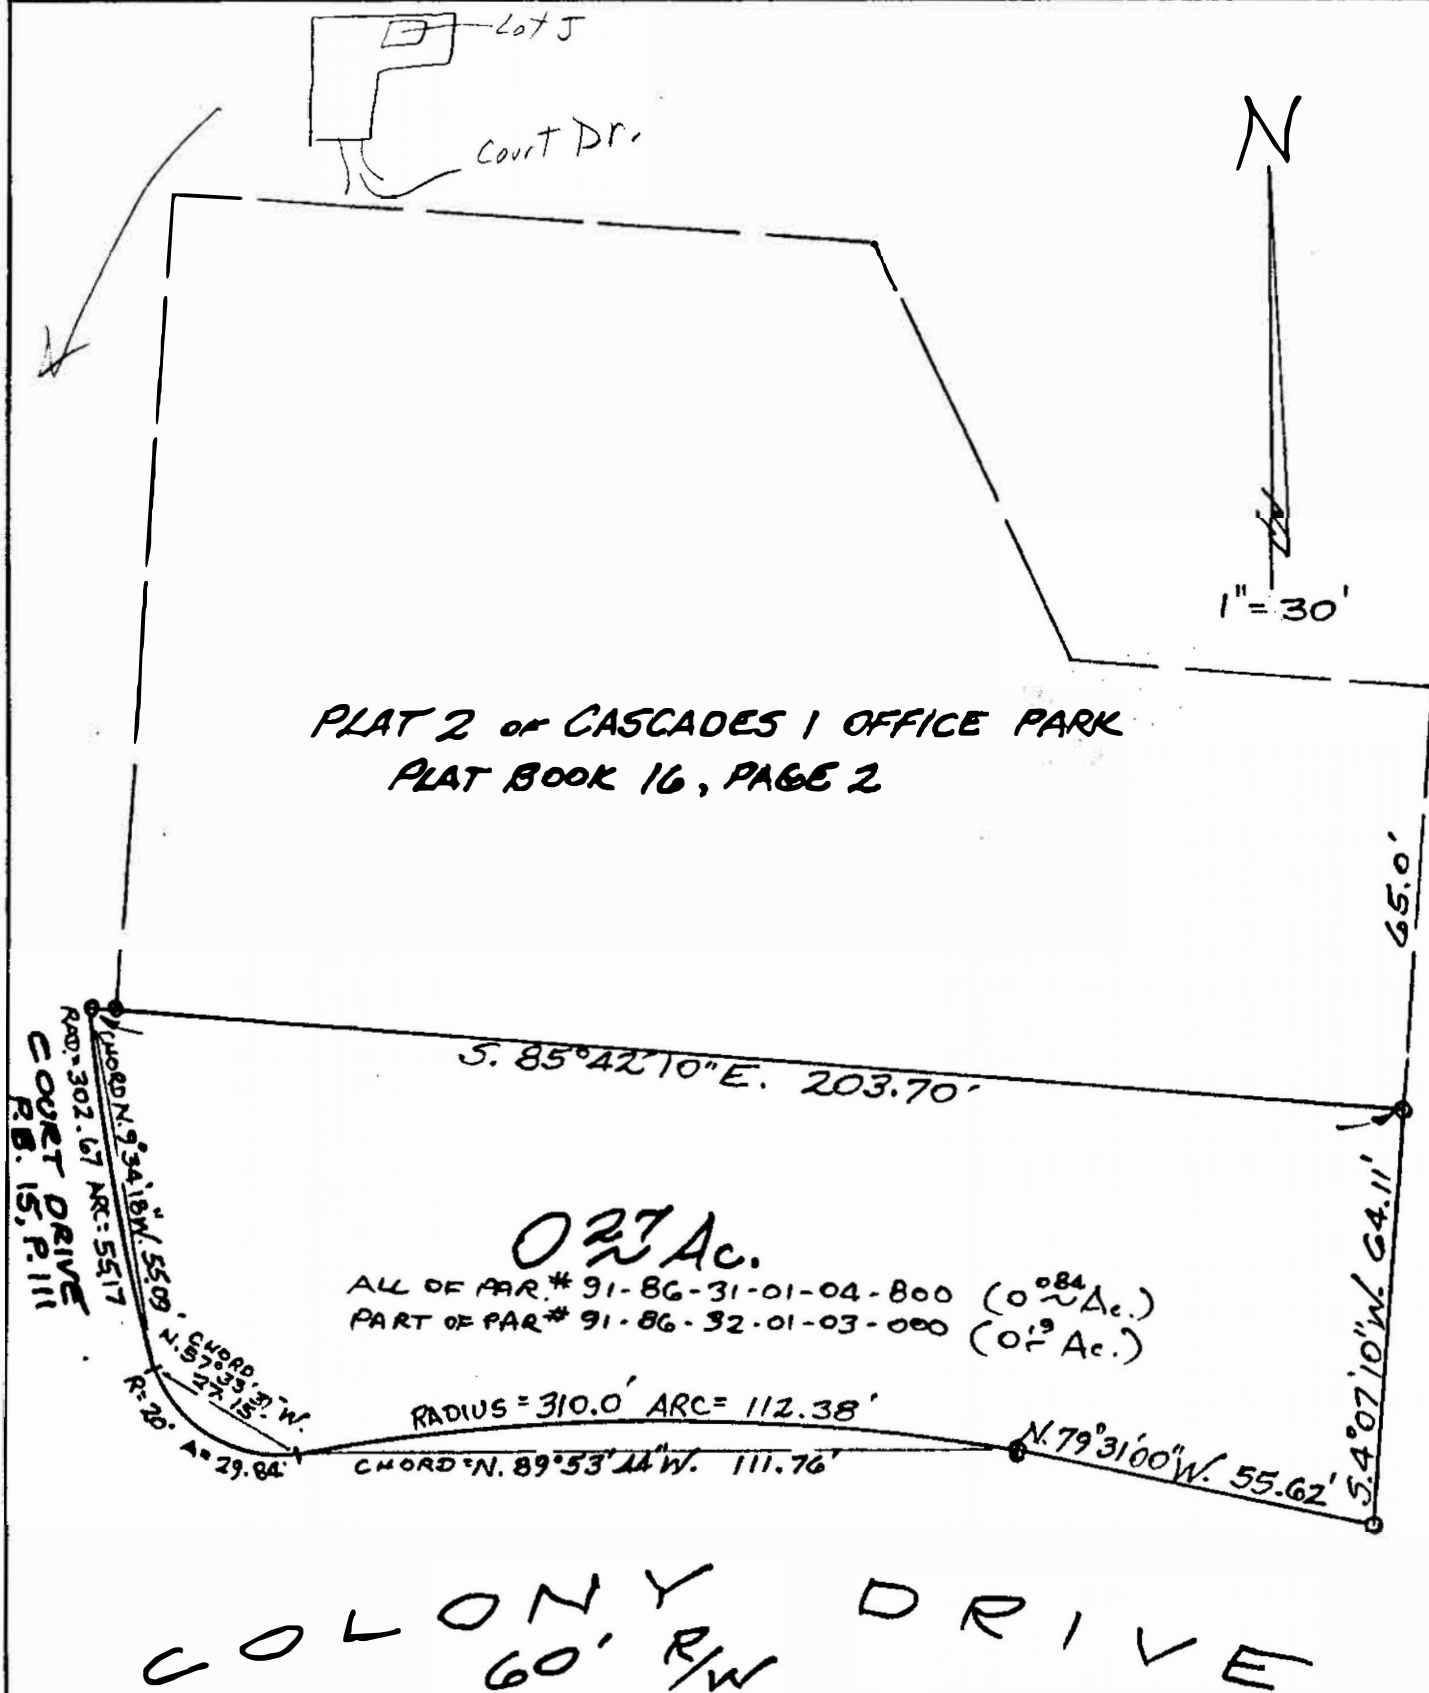 Lot J
Court Dr.
N
N
1" = 30'
PLAT 2 OF CASCADES 1 OFFICE PARK
PLAT BOOK 16, PAGE 2
65.0'
S. 85°42'10"E. 203.70'
CHORD N. 9°34'18"W. 55.09'
RAD.=302.67 ARC=55.17
COURT DRIVE
P.B. 15, P. 111
S. 4°07'10"W. 64.11'
0.27 Ac.
ALL OF PAR.# 91-86-31-01-04-800 (0.084 Ac.)
PART OF PAR# 91-86-32-01-03-000 (0.19 Ac.)
CHORD
N. 57°33'31"W.
27.15'
R=20' A=29.84'
RADIUS = 310.0' ARC= 112.38'
CHORD=N. 89°53'44"W. 111.76'
N. 79°31'00"W. 55.62'
COLONY DRIVE
60' R/W